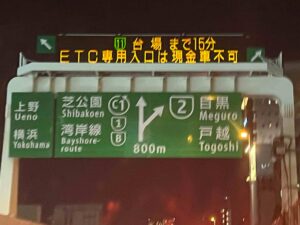 11 台場まで15分
ETC専用入口は現金車不可
上野
Ueno
横浜
Yokohama
芝公園
Shibakoen
C1
湾岸線
Bayshore-route
1
B
2
800m
目黒
Meguro
戸越
Togoshi